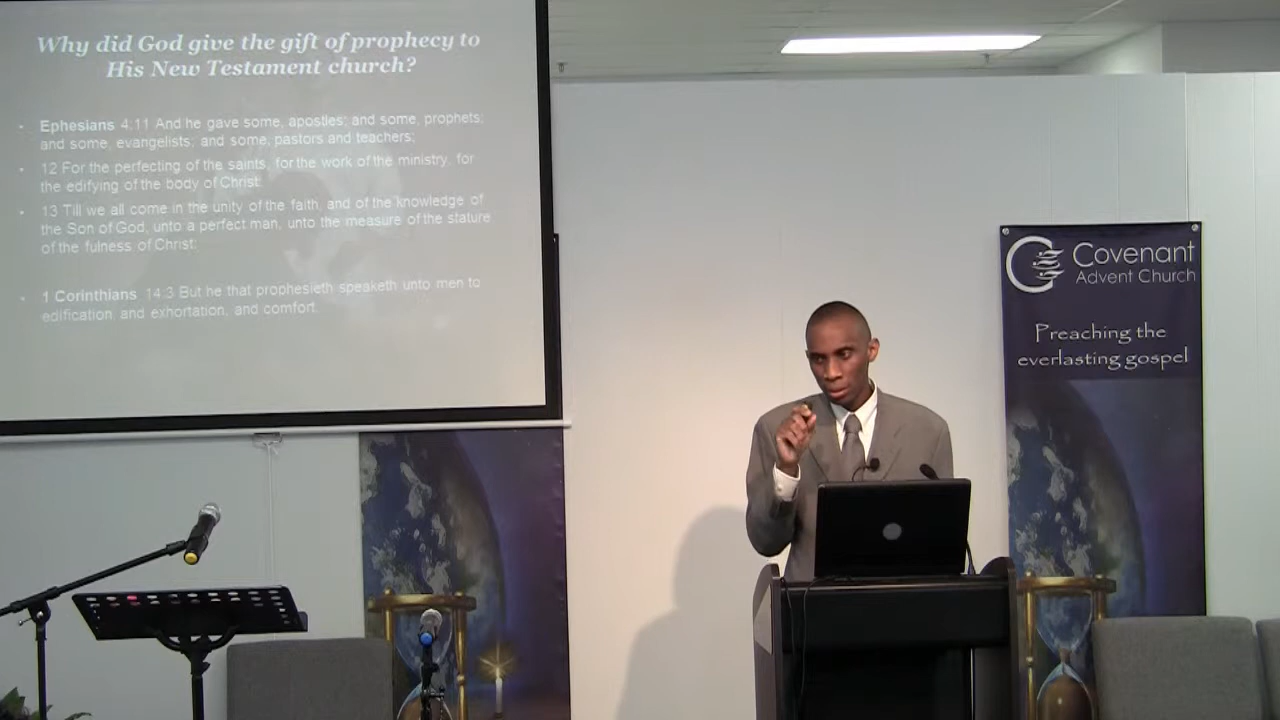 Why did God give the gift of prophecy to
His New Testament church?
Ephesians 4:11 And he gave some, apostles; and some, prophets;
and some, evangelists; and some, pastors and teachers;
12 For the perfecting of the saints, for the work of the ministry, for
the edifying of the body of Christ:
13 Till we all come in the unity of the faith, and of the knowledge of
the Son of God, unto a perfect man, unto the measure of the stature
of the fulness of Christ:
1 Corinthians 14:3 But he that prophesieth speaketh unto men to
edification, and exhortation, and comfort.
Covenant
Advent Church
Preaching the
everlasting gospel